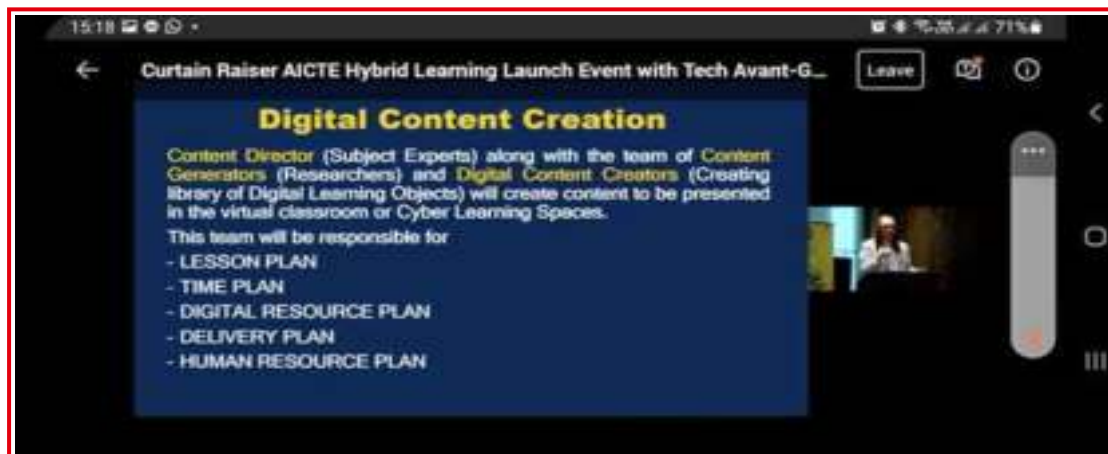 15:18
71%
Curtain Raiser AICTE Hybrid Learning Launch Event with Tech Avant-G...
Leave
Digital Content Creation
Content Director (Subject Experts) along with the team of Content
Generators (Researchers) and Digital Content Creators (Creating
library of Digital Learning Objects) will create content to be presented
in the virtual classroom or Cyber Learning Spaces.
This team will be responsible for
- LESSON PLAN
- TIME PLAN
- DIGITAL RESOURCE PLAN
- DELIVERY PLAN
- HUMAN RESOURCE PLAN